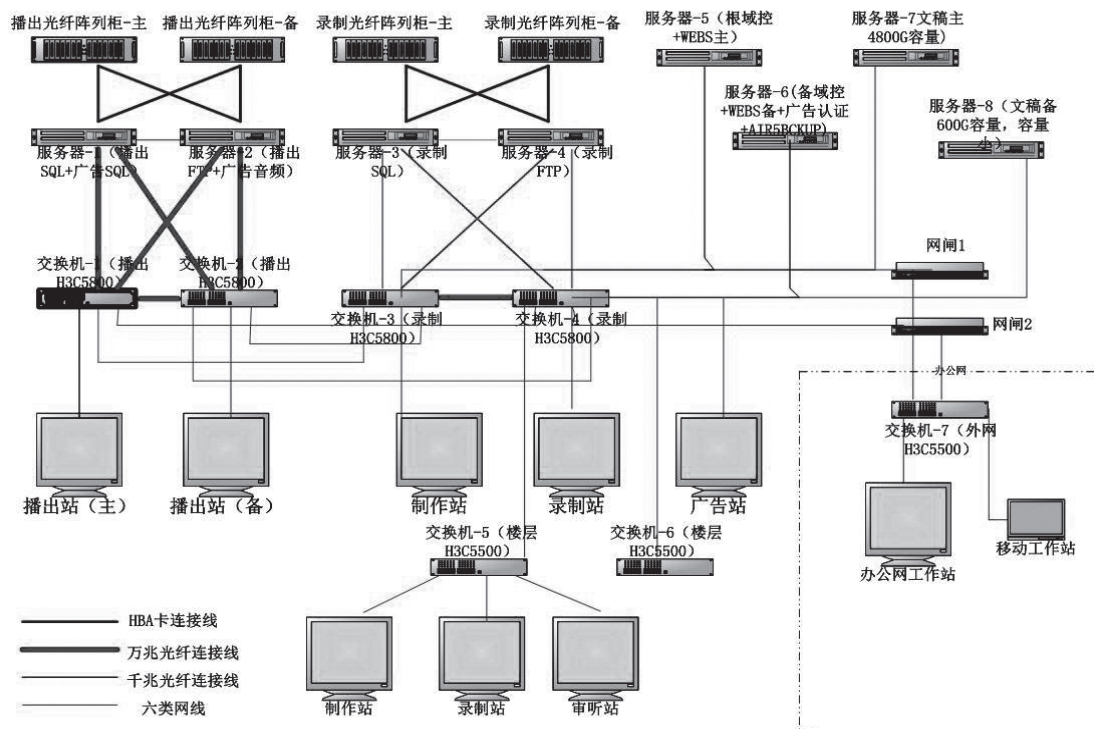 播出光纤阵列柜-主
播出光纤阵列柜-备
录制光纤阵列柜-主
录制光纤阵列柜-备
服务器-5（根域控
+WEBS主）
服务器-7文稿主
4800G容量）
服务器-6(备域控
+WEBS备+广告认证
+AIR5BCKUP)
服务器-8（文稿备
600G容量，容量
小）
服务器-1（播出
SQL+广告SQL）
服务器-2（播出
FTP+广告音频）
服务器-3（录制
SQL）
服务器-4（录制
FTP）
网闸1
交换机-1（播出
H3C5800）
交换机-2（播出
H3C5800）
交换机-3（录制
H3C5800）
交换机-4（录制
H3C5800）
网闸2
办公网
交换机-7（外网
H3C5500）
播出站（主）
播出站（备）
制作站
录制站
广告站
交换机-5（楼层
H3C5500）
交换机-6（楼层
H3C5500）
移动工作站
办公网工作站
HBA卡连接线
万兆光纤连接线
千兆光纤连接线
六类网线
制作站
录制站
审听站